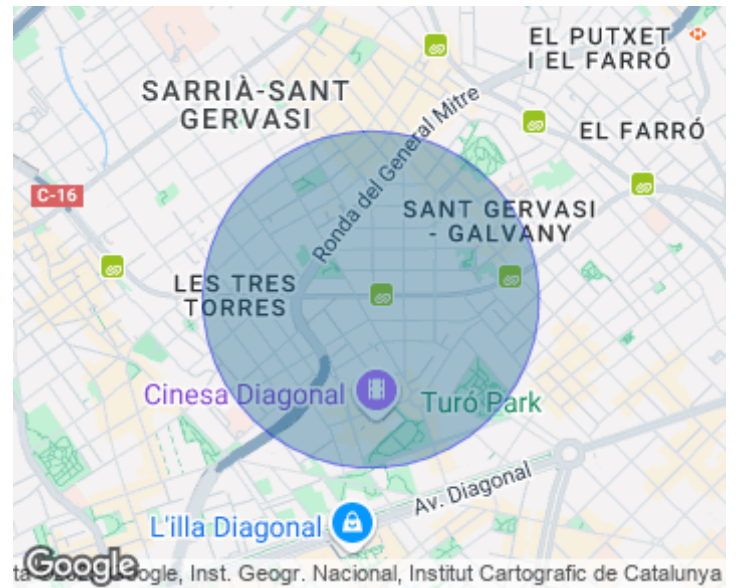 EL PUTXET
I EL FARRÓ
SARRIÀ-SANT
GERVASI
Ronda del General Mitre
EL FARRÓ
C-16
SANT GERVASI
- GALVANY
LES TRES
TORRES
Cinesa Diagonal
Turó Park
Av. Diagonal
L'illa Diagonal
Google
Google, Inst. Geogr. Nacional, Institut Cartografic de Catalunya